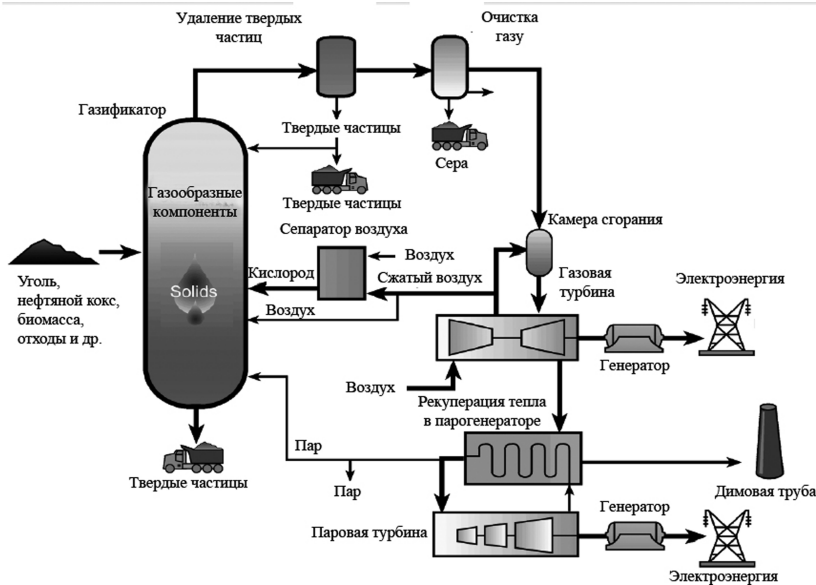 Удаление твердых
частиц
Очистка
газу
Газификатор
Твердые частицы
Сера
Твердые частицы
Газообразные
компоненты
Камера сгорания
Сепаратор воздуха
Воздух
Кислород
Сжатый воздух
Газовая
турбина
Электроэнергия
Уголь,
нефтяной кокс,
биомасса,
отходы и др.
Solids
Воздух
Генератор
Воздух
Рекуперация тепла
в парогенераторе
Пар
Пар
Твердые частицы
Димовая труба
Паровая турбина
Генератор
Электроэнергия